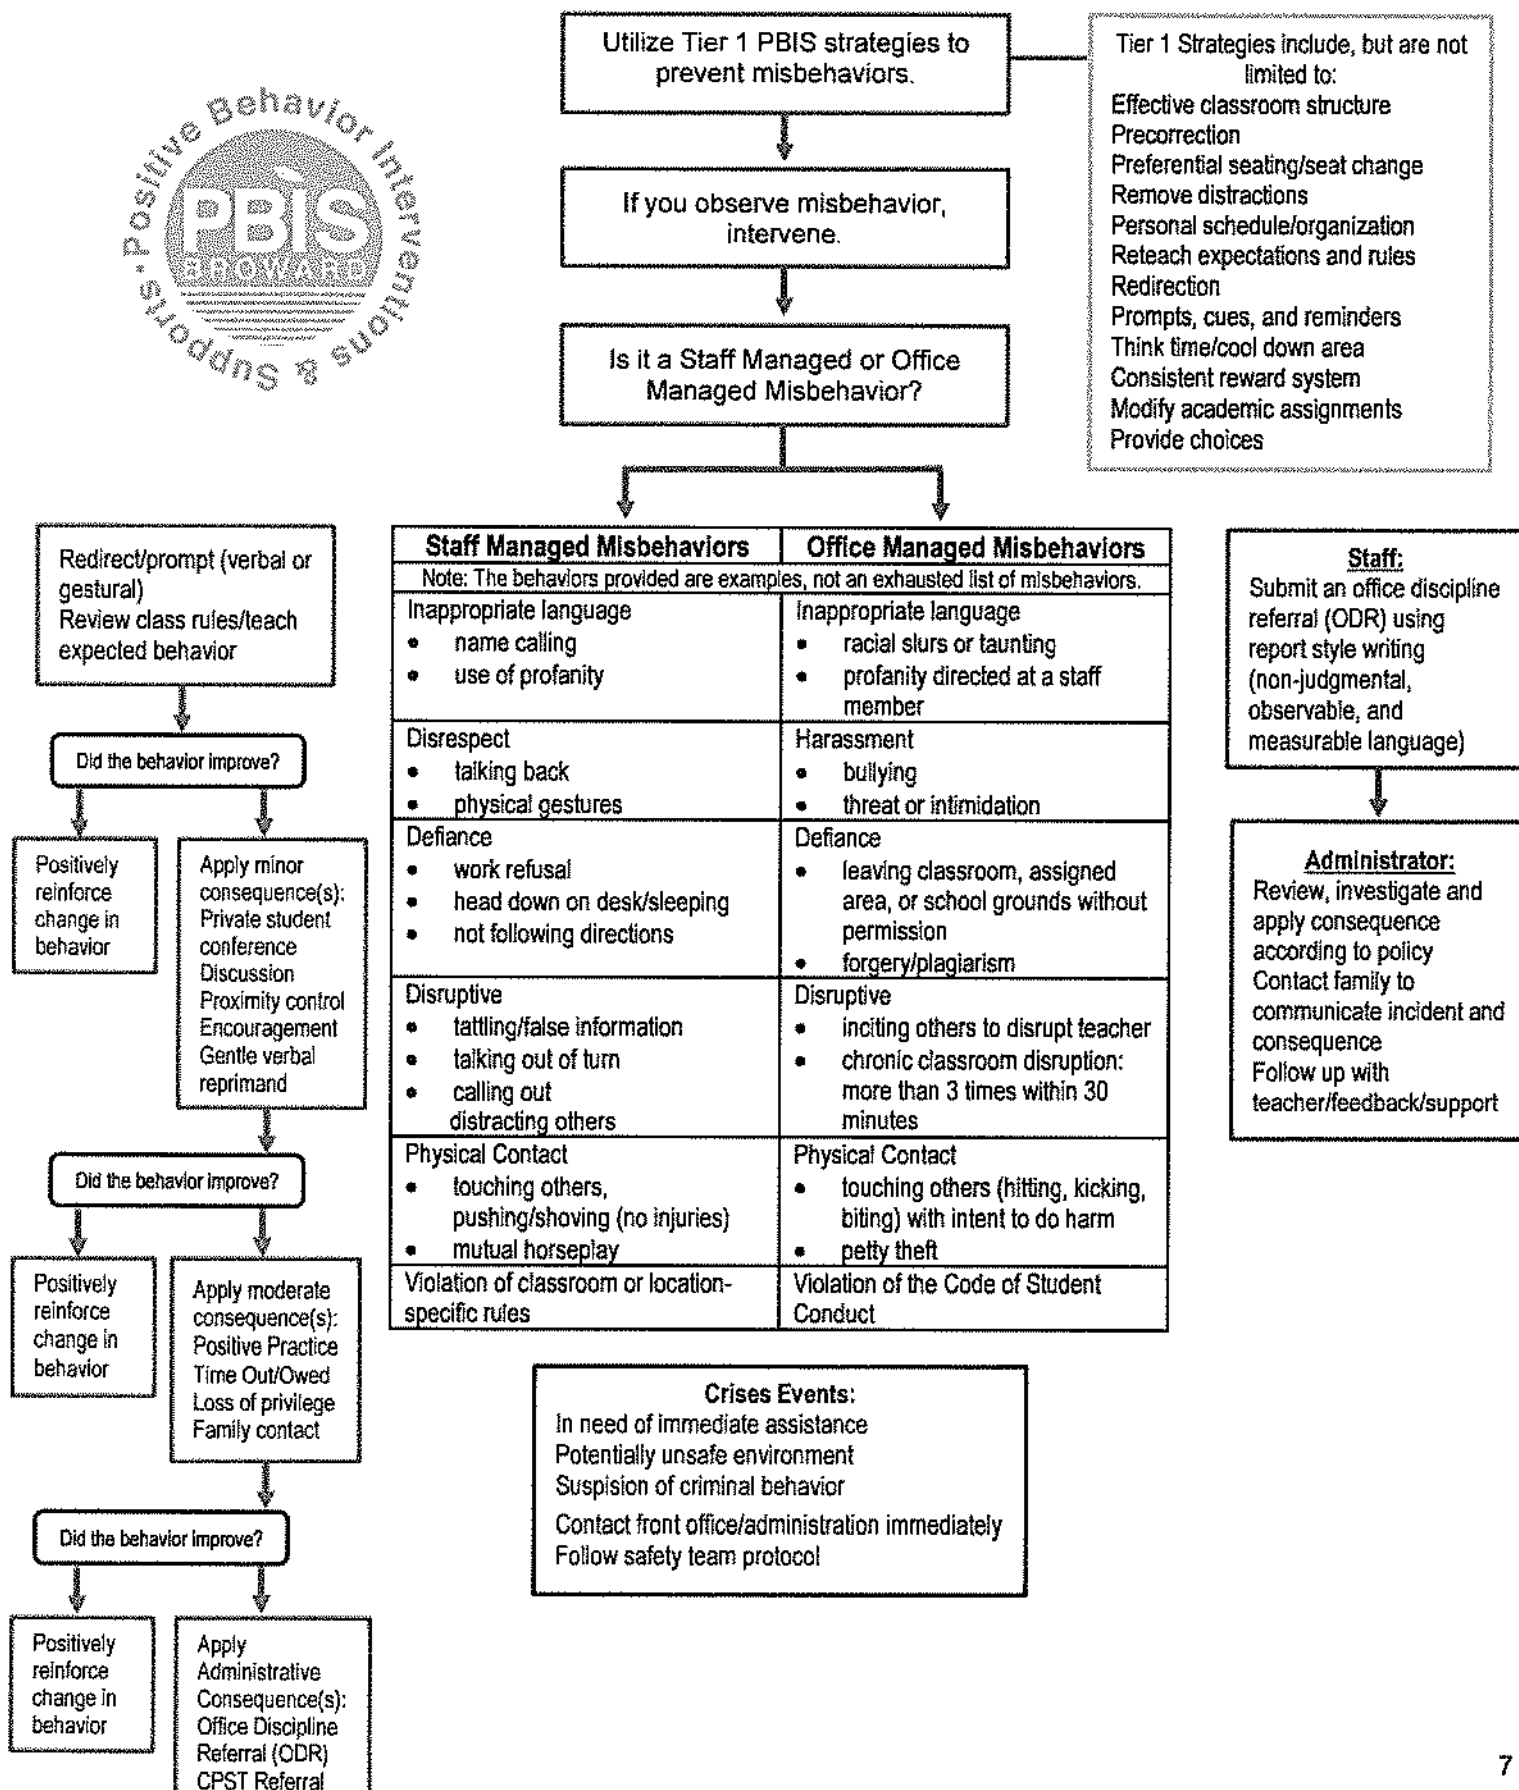 Positive Behavior Interventions & Supports •
PBIS
BROWARD
Utilize Tier 1 PBIS strategies to
prevent misbehaviors.
Tier 1 Strategies include, but are not
limited to:
Effective classroom structure
Precorrection
Preferential seating/seat change
Remove distractions
Personal schedule/organization
Reteach expectations and rules
Redirection
Prompts, cues, and reminders
Think time/cool down area
Consistent reward system
Modify academic assignments
Provide choices
If you observe misbehavior,
intervene.
Is it a Staff Managed or Office
Managed Misbehavior?
Redirect/prompt (verbal or
gestural)
Review class rules/teach
expected behavior
Did the behavior improve?
Positively
reinforce
change in
behavior
Apply minor
consequence(s):
Private student
conference
Discussion
Proximity control
Encouragement
Gentle verbal
reprimand
Did the behavior improve?
Positively
reinforce
change in
behavior
Apply moderate
consequence(s):
Positive Practice
Time Out/Owed
Loss of privilege
Family contact
Did the behavior improve?
Positively
reinforce
change in
behavior
Apply
Administrative
Consequence(s):
Office Discipline
Referral (ODR)
CPST Referral
Staff Managed Misbehaviors
Office Managed Misbehaviors
Note: The behaviors provided are examples, not an exhausted list of misbehaviors.
Inappropriate language
• name calling
• use of profanity
Inappropriate language
• racial slurs or taunting
• profanity directed at a staff
member
Disrespect
• talking back
• physical gestures
Harassment
• bullying
• threat or intimidation
Defiance
• work refusal
• head down on desk/sleeping
• not following directions
Defiance
• leaving classroom, assigned
area, or school grounds without
permission
• forgery/plagiarism
Disruptive
• tattling/false information
• talking out of turn
• calling out
distracting others
Disruptive
• inciting others to disrupt teacher
• chronic classroom disruption:
more than 3 times within 30
minutes
Physical Contact
• touching others,
pushing/shoving (no injuries)
• mutual horseplay
Physical Contact
• touching others (hitting, kicking,
biting) with intent to do harm
• petty theft
Violation of classroom or location-
specific rules
Violation of the Code of Student
Conduct
Staff:
Submit an office discipline
referral (ODR) using
report style writing
(non-judgmental,
observable, and
measurable language)
Administrator:
Review, investigate and
apply consequence
according to policy
Contact family to
communicate incident and
consequence
Follow up with
teacher/feedback/support
Crises Events:
In need of immediate assistance
Potentially unsafe environment
Suspision of criminal behavior
Contact front office/administration immediately
Follow safety team protocol
7